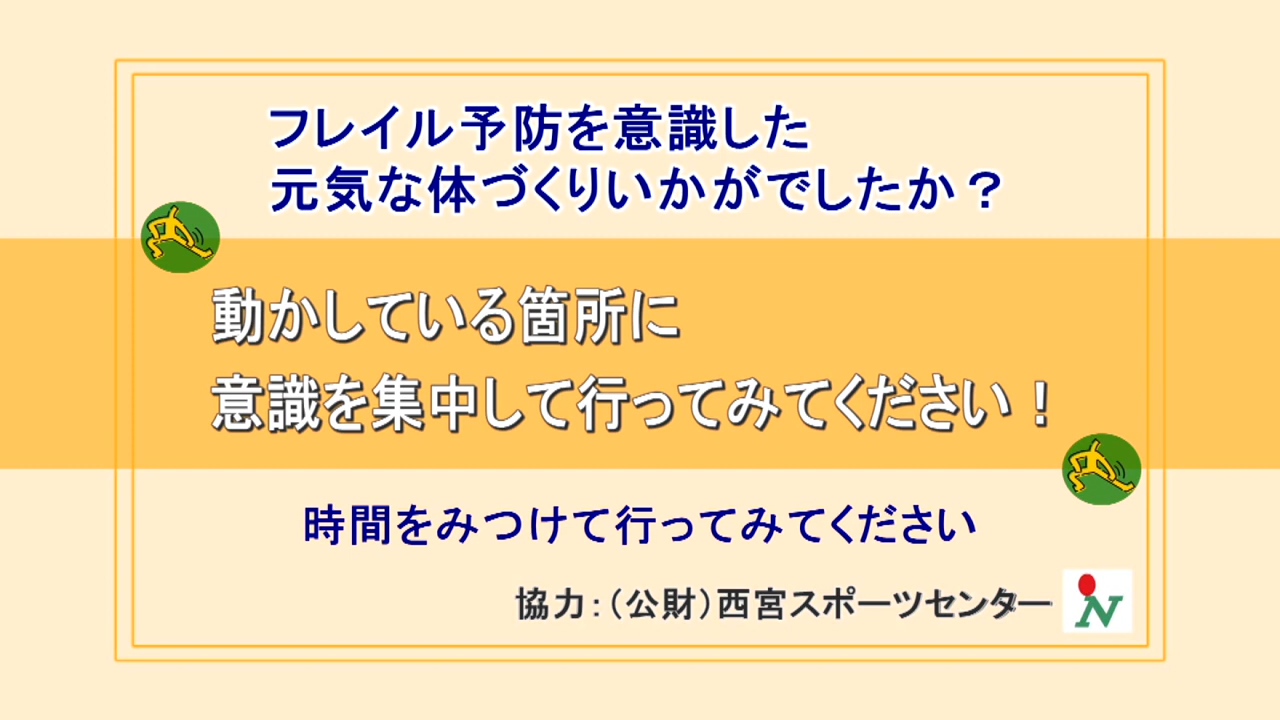 フレイル予防を意識した
元気な体づくりいかがでしたか？
動かしている箇所に
意識を集中して行ってみてください！
時間をみつけて行ってみてください
協力：（公財）西宮スポーツセンター
N